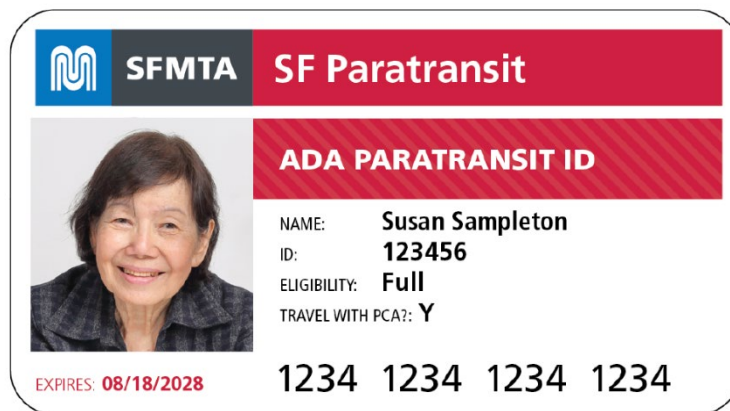 SFMTA SF Paratransit
ADA PARATRANSIT ID
NAME: Susan Sampleton
ID: 123456
ELIGIBILITY: Full
TRAVEL WITH PCA?: Y
EXPIRES: 08/18/2028
1234 1234 1234 1234